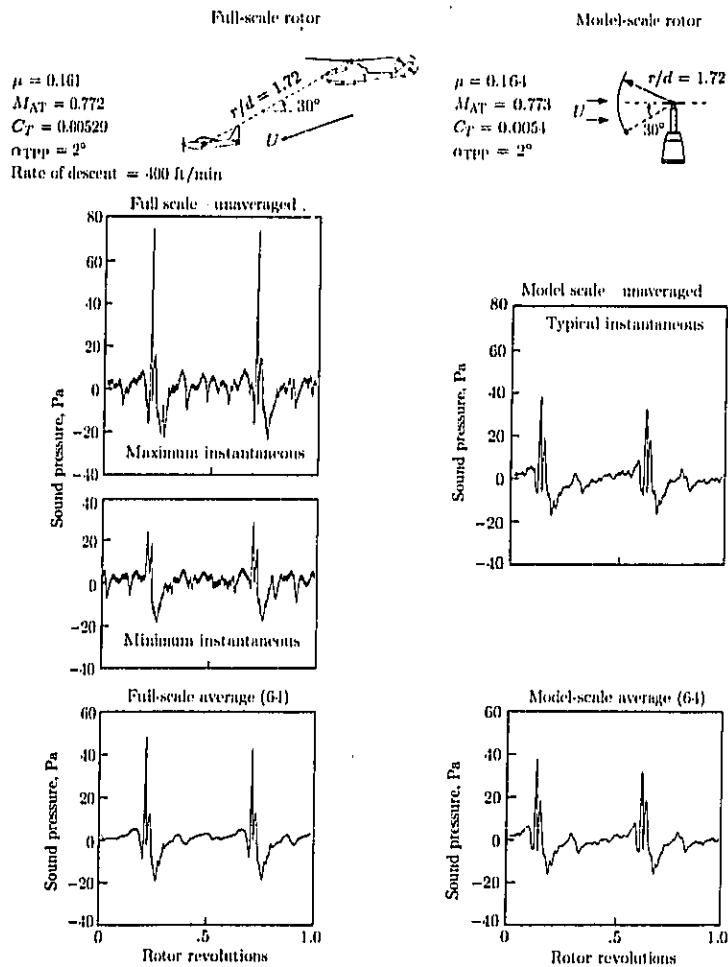 Full-scale rotor
μ = 0.161
M_AT = 0.772
C_T = 0.00529
α_TPP = 2°
Rate of descent = 400 ft/min
r/d = 1.72
30°
U
Model-scale rotor
μ = 0.164
M_AT = 0.773
C_T = 0.0054
α_TPP = 2°
U
r/d = 1.72
30°
Full scale unaveraged
80
60
40
20
0
-20
-40
Sound pressure, Pa
Maximum instantaneous
40
20
0
-20
-40
Minimum instantaneous
Full-scale average (64)
60
40
20
0
-20
-40
Sound pressure, Pa
0
.5
1.0
Rotor revolutions
Model scale unaveraged
Typical instantaneous
80
60
40
20
0
-20
-40
Sound pressure, Pa
Model-scale average (64)
60
40
20
0
-20
-40
Sound pressure, Pa
0
.5
1.0
Rotor revolutions